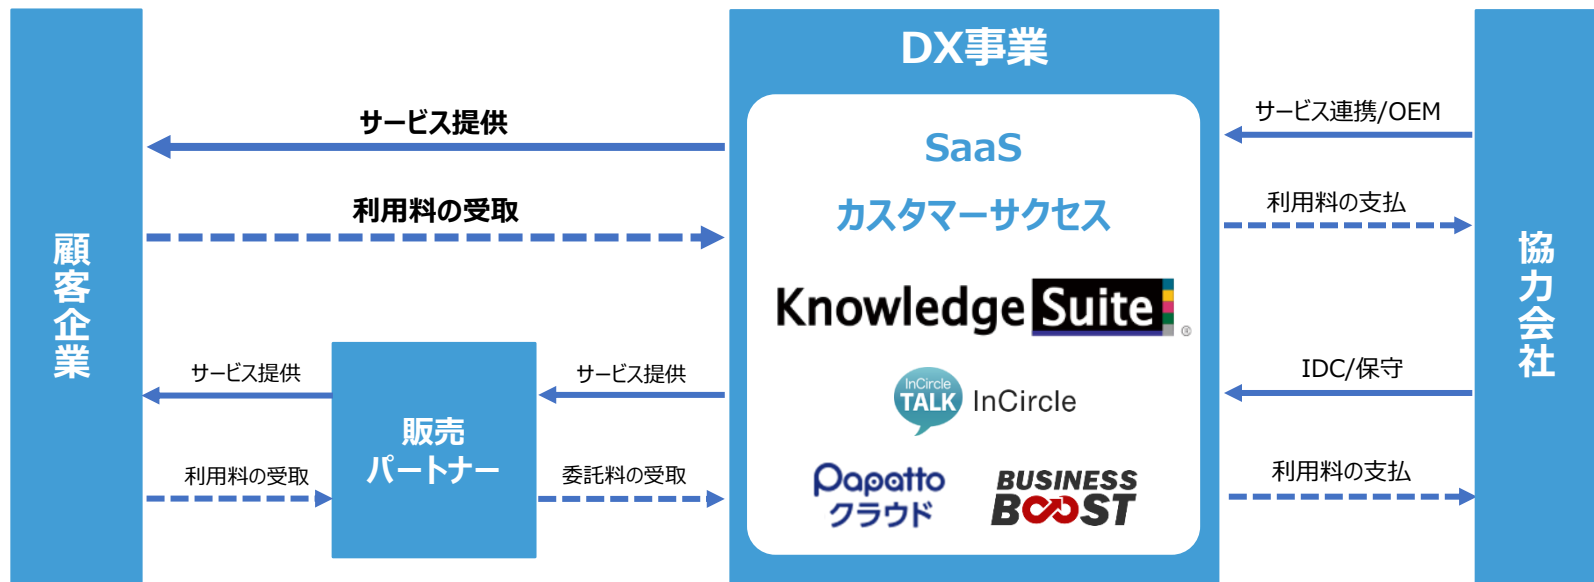 顧客企業
サービス提供
利用料の受取
サービス提供
利用料の受取
販売
パートナー
サービス提供
委託料の受取
DX事業
SaaS
カスタマーサクセス
Knowledge Suite ®
InCircle
TALK
InCircle
Papatto
クラウド
BUSINESS
BOOST
サービス連携/OEM
利用料の支払
IDC/保守
利用料の支払
協力会社